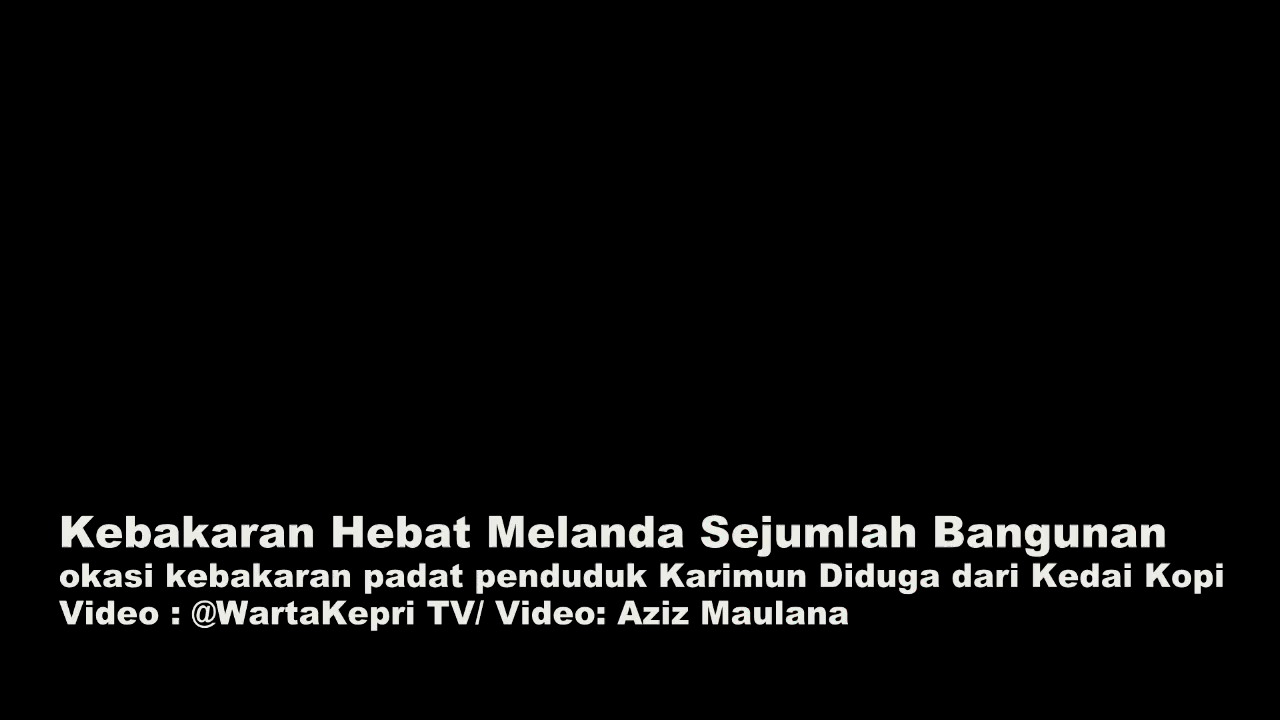 Kebakaran Hebat Melanda Sejumlah Bangunan
okasi kebakaran padat penduduk Karimun Diduga dari Kedai Kopi
Video : @WartaKepri TV/ Video: Aziz Maulana